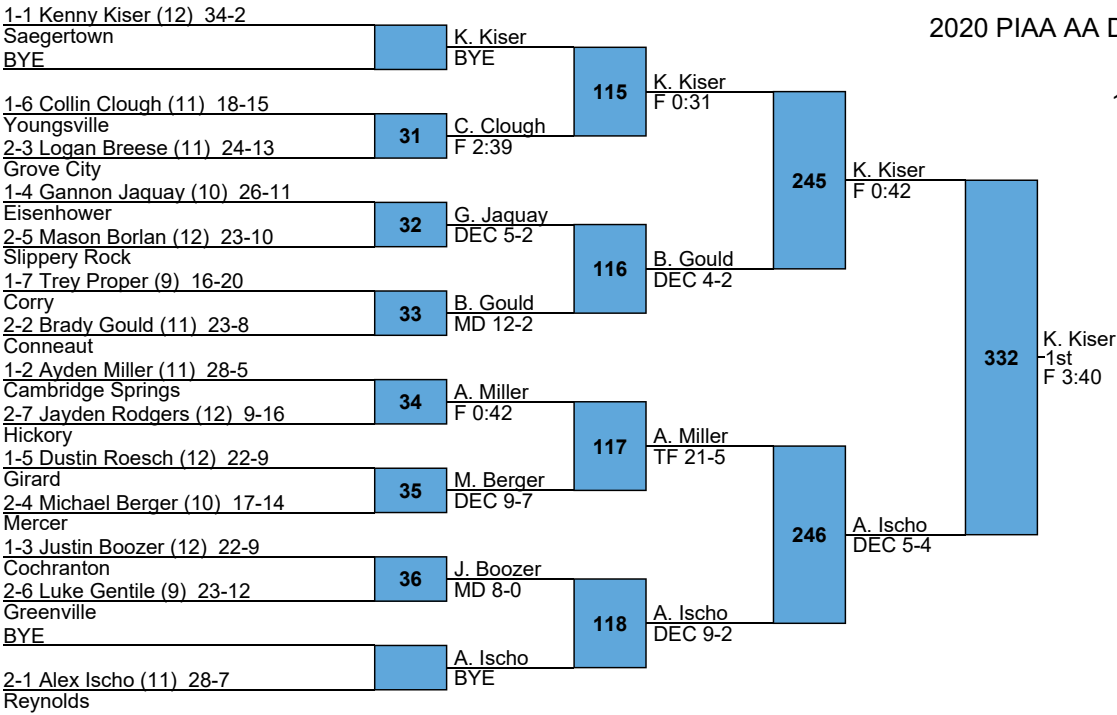 2020 PIAA AA D
1-1 Kenny Kiser (12) 34-2
Saegertown
BYE
1-6 Collin Clough (11) 18-15
Youngsville
2-3 Logan Breese (11) 24-13
Grove City
1-4 Gannon Jaquay (10) 26-11
Eisenhower
2-5 Mason Borlan (12) 23-10
Slippery Rock
1-7 Trey Proper (9) 16-20
Corry
2-2 Brady Gould (11) 23-8
Conneaut
1-2 Ayden Miller (11) 28-5
Cambridge Springs
2-7 Jayden Rodgers (12) 9-16
Hickory
1-5 Dustin Roesch (12) 22-9
Girard
2-4 Michael Berger (10) 17-14
Mercer
1-3 Justin Boozer (12) 22-9
Cochranton
2-6 Luke Gentile (9) 23-12
Greenville
BYE
2-1 Alex Ischo (11) 28-7
Reynolds
31
32
33
34
35
36
K. Kiser
BYE
C. Clough
F 2:39
G. Jaquay
DEC 5-2
B. Gould
MD 12-2
A. Miller
F 0:42
M. Berger
DEC 9-7
J. Boozer
MD 8-0
A. Ischo
BYE
115
116
117
118
K. Kiser
F 0:31
B. Gould
DEC 4-2
A. Miller
TF 21-5
A. Ischo
DEC 9-2
245
246
K. Kiser
F 0:42
A. Ischo
DEC 5-4
332
K. Kiser
1st
F 3:40